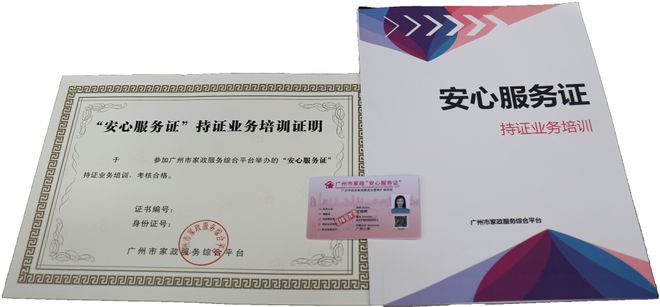 “安心服务证”持证业务培训证明
于 参加广州市家政服务综合平台举办的“安心服务证”
持证业务培训，考核合格。
证书编号：
身份证号：
广州市家政服务综合平台
广州市家政“安心服务证”
安心服务证
持证业务培训
广州市家政服务综合平台